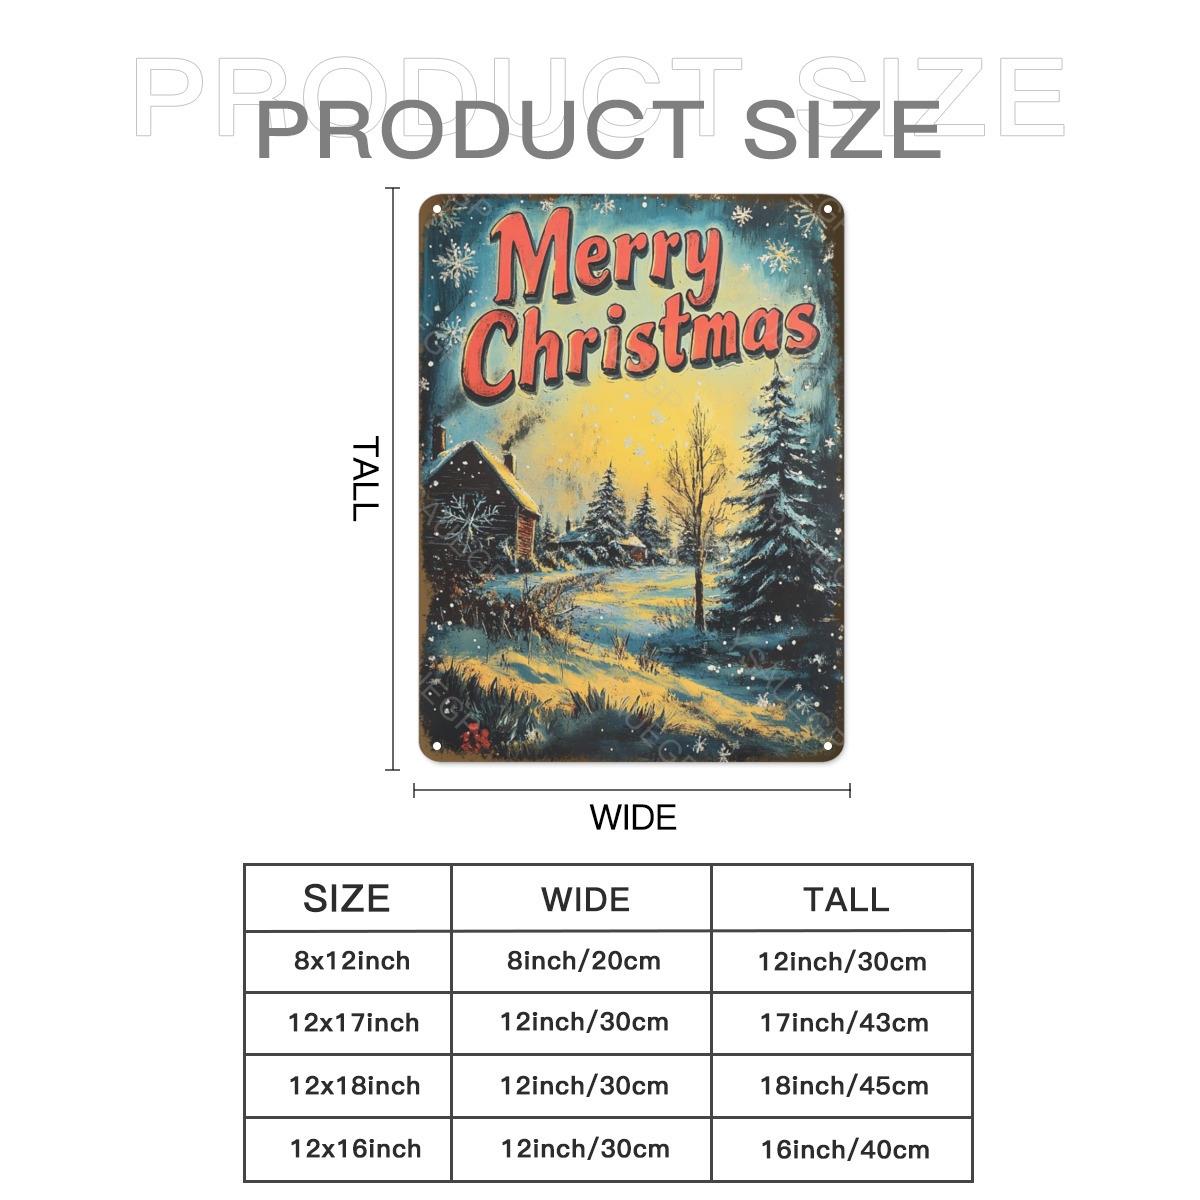 PRODUCT SIZE
PRODUCT SIZE
Merry
Christmas
TALL
WIDE
SIZE WIDE TALL
8x12inch 8inch/20cm 12inch/30cm
12x17inch 12inch/30cm 17inch/43cm
12x18inch 12inch/30cm 18inch/45cm
12x16inch 12inch/30cm 16inch/40cm